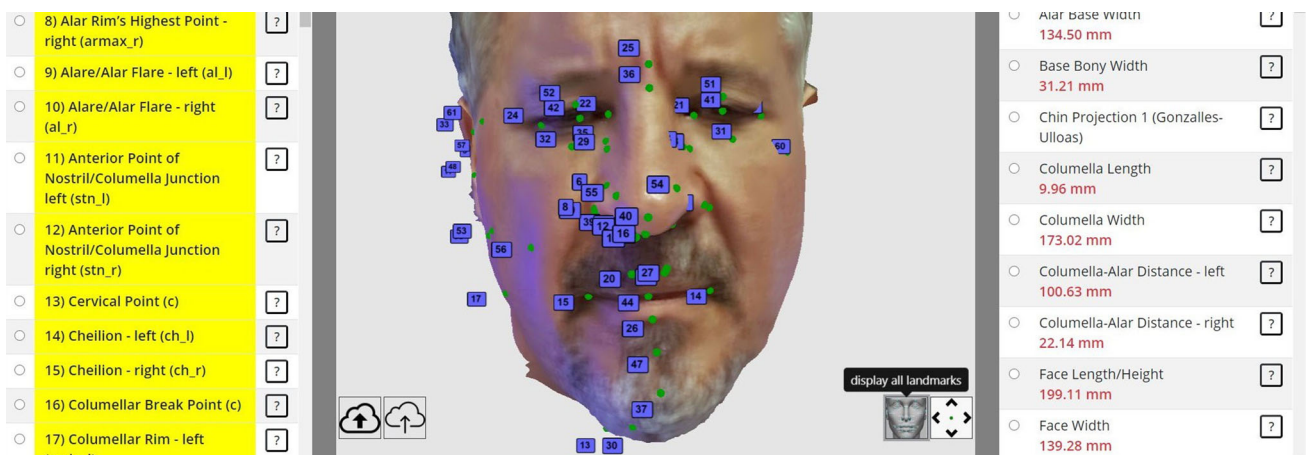 8) Alar Rim's Highest Point -
right (armax_r)
?
9) Alare/Alar Flare - left (al_l)
?
10) Alare/Alar Flare - right
(al_r)
?
11) Anterior Point of
Nostril/Columella Junction
left (stn_l)
?
12) Anterior Point of
Nostril/Columella Junction
right (stn_r)
?
13) Cervical Point (c)
?
14) Cheilion - left (ch_l)
?
15) Cheilion - right (ch_r)
?
16) Columellar Break Point (c)
?
17) Columellar Rim - left
?
25
36
52
51
42
22
21
41
61
24
33
35
31
32
29
57
60
48
6
55
54
8
39
40
12
16
53
56
20
27
17
15
44
14
26
47
37
13
30
display all landmarks
Alar Base Width
134.50 mm
?
Base Bony Width
31.21 mm
?
Chin Projection 1 (Gonzalles-
Ulloas)
?
Columella Length
9.96 mm
?
Columella Width
173.02 mm
?
Columella-Alar Distance - left
100.63 mm
?
Columella-Alar Distance - right
22.14 mm
?
Face Length/Height
199.11 mm
?
Face Width
139.28 mm
?